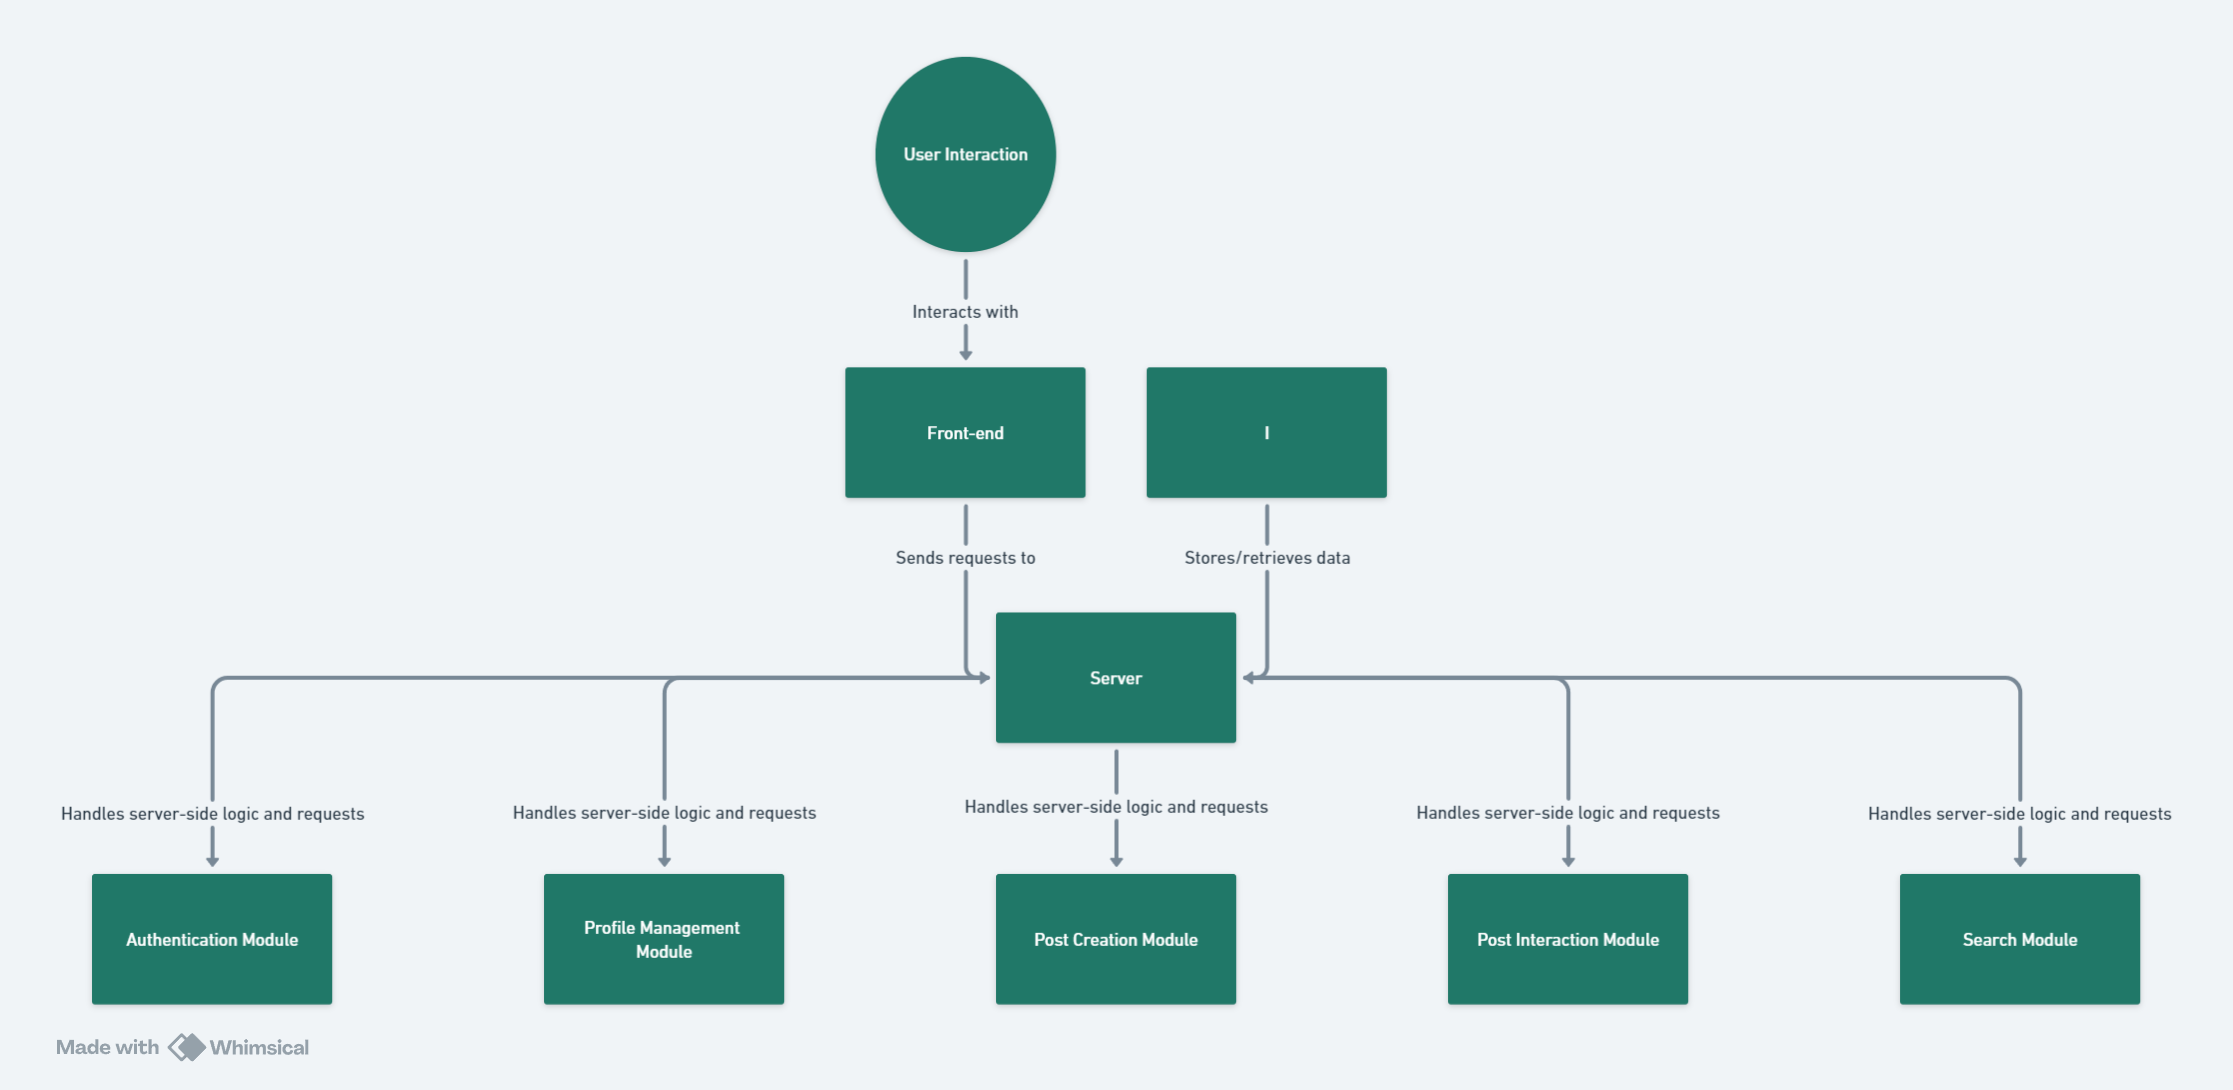 User Interaction
Interacts with
Front-end
I
Sends requests to
Stores/retrieves data
Server
Handles server-side logic and requests
Handles server-side logic and requests
Handles server-side logic and requests
Handles server-side logic and requests
Handles server-side logic and requests
Authentication Module
Profile Management
Module
Post Creation Module
Post Interaction Module
Search Module
Made with Whimsical